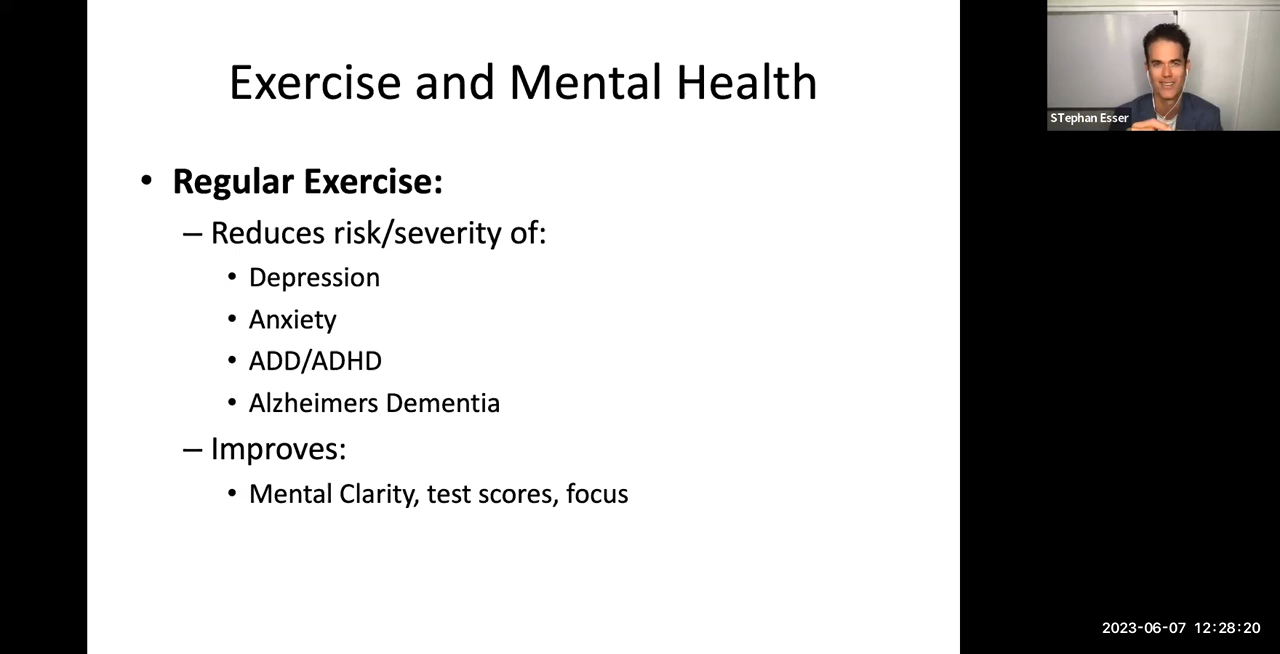 Exercise and Mental Health
STephan Esser
• Regular Exercise:
– Reduces risk/severity of:
• Depression
• Anxiety
• ADD/ADHD
• Alzheimers Dementia
– Improves:
• Mental Clarity, test scores, focus
2023-06-07 12:28:20